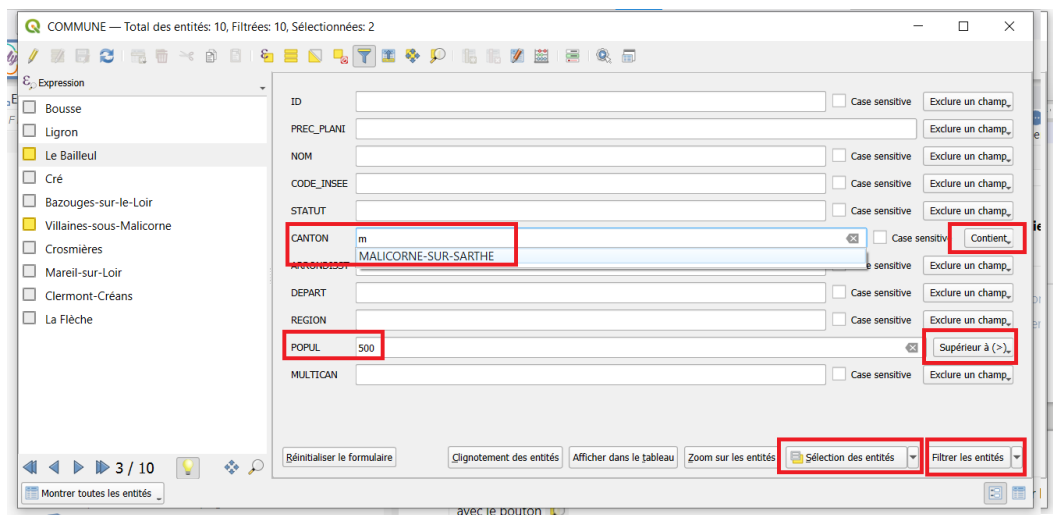 COMMUNE — Total des entités: 10, Filtrées: 10, Sélectionnées: 2
Expression
Bousse
Ligron
Le Bailleul
Cré
Bazouges-sur-le-Loir
Villaines-sous-Malicorne
Crosmières
Mareil-sur-Loir
Clermont-Créans
La Flèche
ID Case sensitive Exclure un champ
PREC_PLANI Exclure un champ
NOM Case sensitive Exclure un champ
CODE_INSEE Case sensitive Exclure un champ
STATUT Case sensitive Exclure un champ
CANTON m Case sensitive Contient
MALICORNE-SUR-SARTHE
ARRONDISST Case sensitive Exclure un champ
DEPART Case sensitive Exclure un champ
REGION Case sensitive Exclure un champ
POPUL 500 Supérieur à (>)
MULTICAN Case sensitive Exclure un champ
3 / 10
Réinitialiser le formulaire Clignotement des entités Afficher dans le tableau Zoom sur les entités Sélection des entités Filtrer les entités
Montrer toutes les entités
avec le bouton